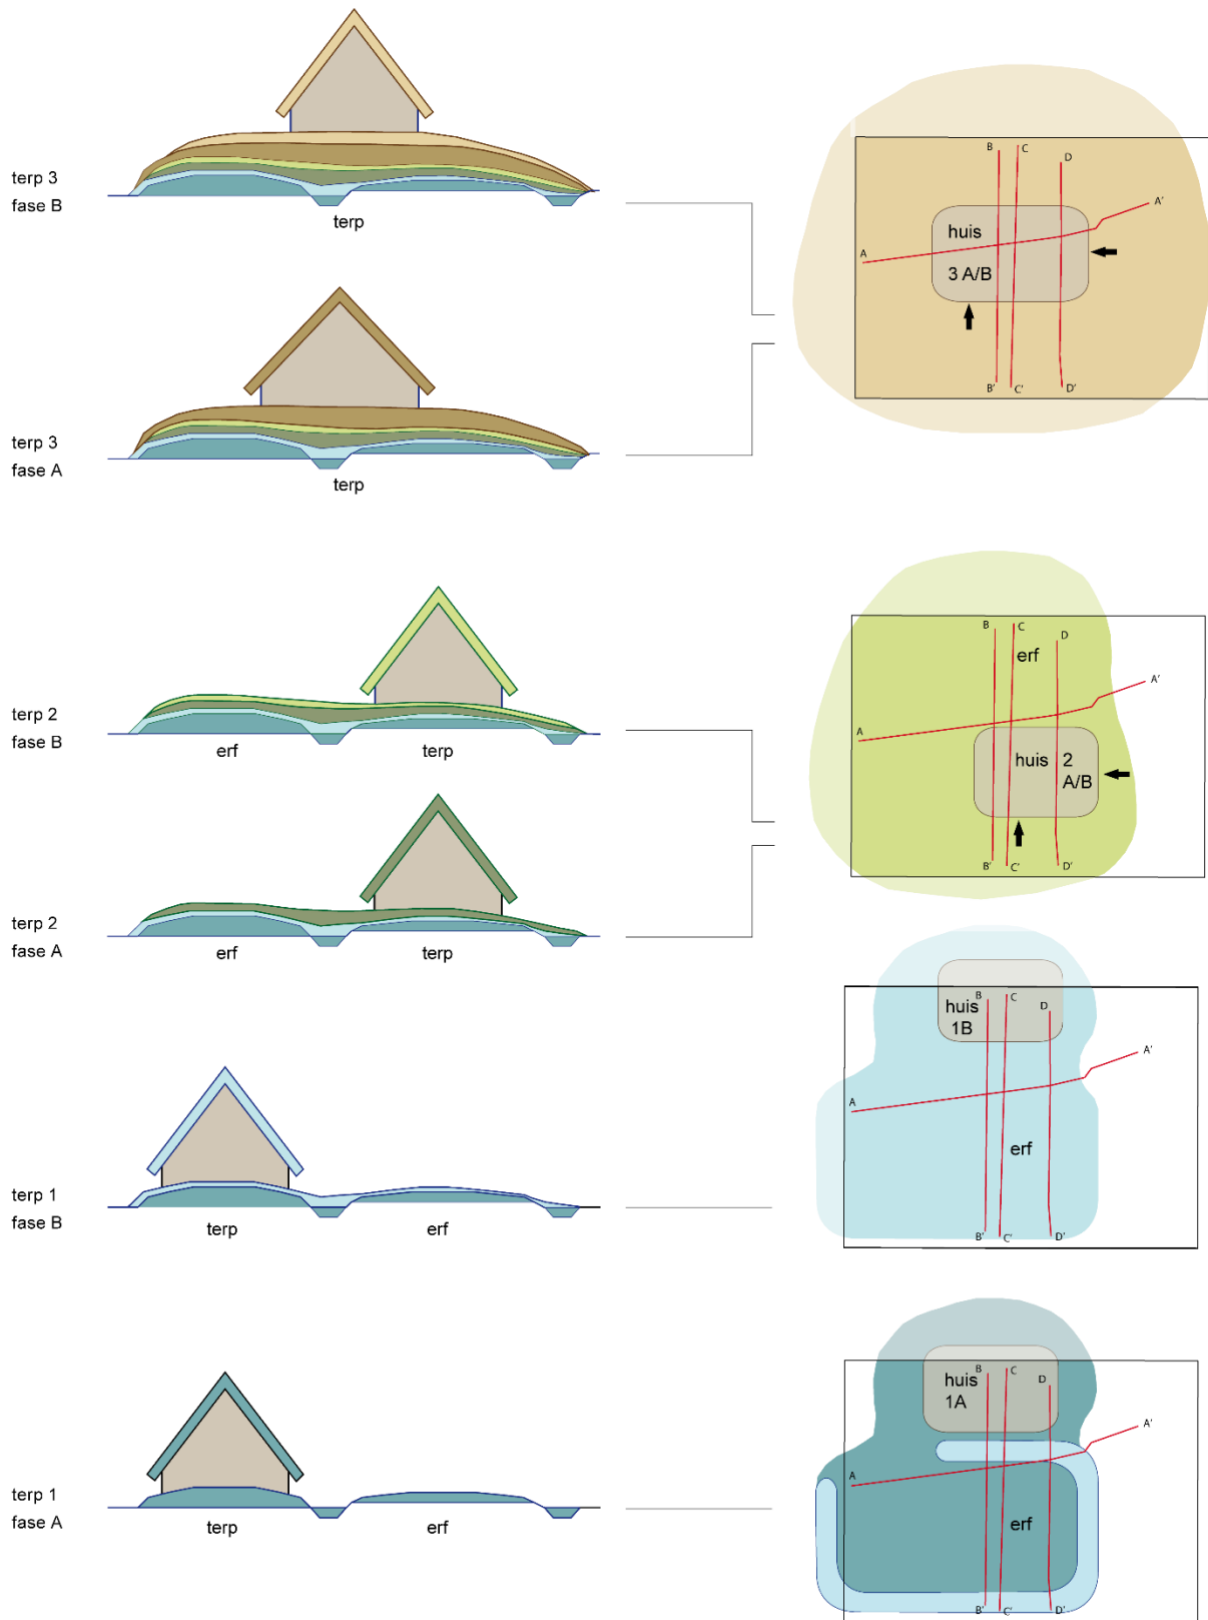 terp 3
fase B
terp
B
C
D
A'
A
huis
3 A/B
B'
C'
D'
terp 3
fase A
terp
B
C
D
erf
A'
A
huis 2
A/B
B'
C'
D'
terp 2
fase B
erf
terp
terp 2
fase A
erf
terp
B
C
D
huis
1B
A'
A
erf
B'
C'
D'
terp 1
fase B
terp
erf
B
C
D
huis
1A
A'
A
erf
B'
C'
D'
terp 1
fase A
terp
erf